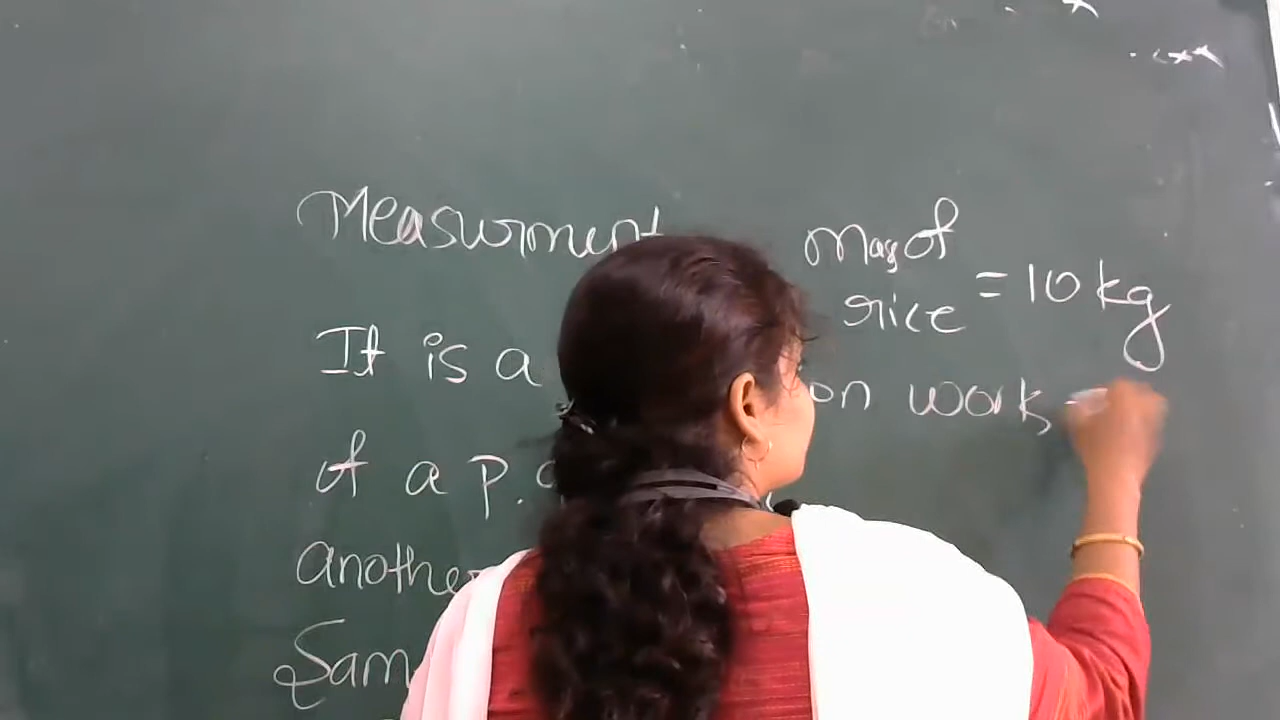 Measurment
It is a
of a P.
another
Sam
Mass of
rice = 10 kg
on work